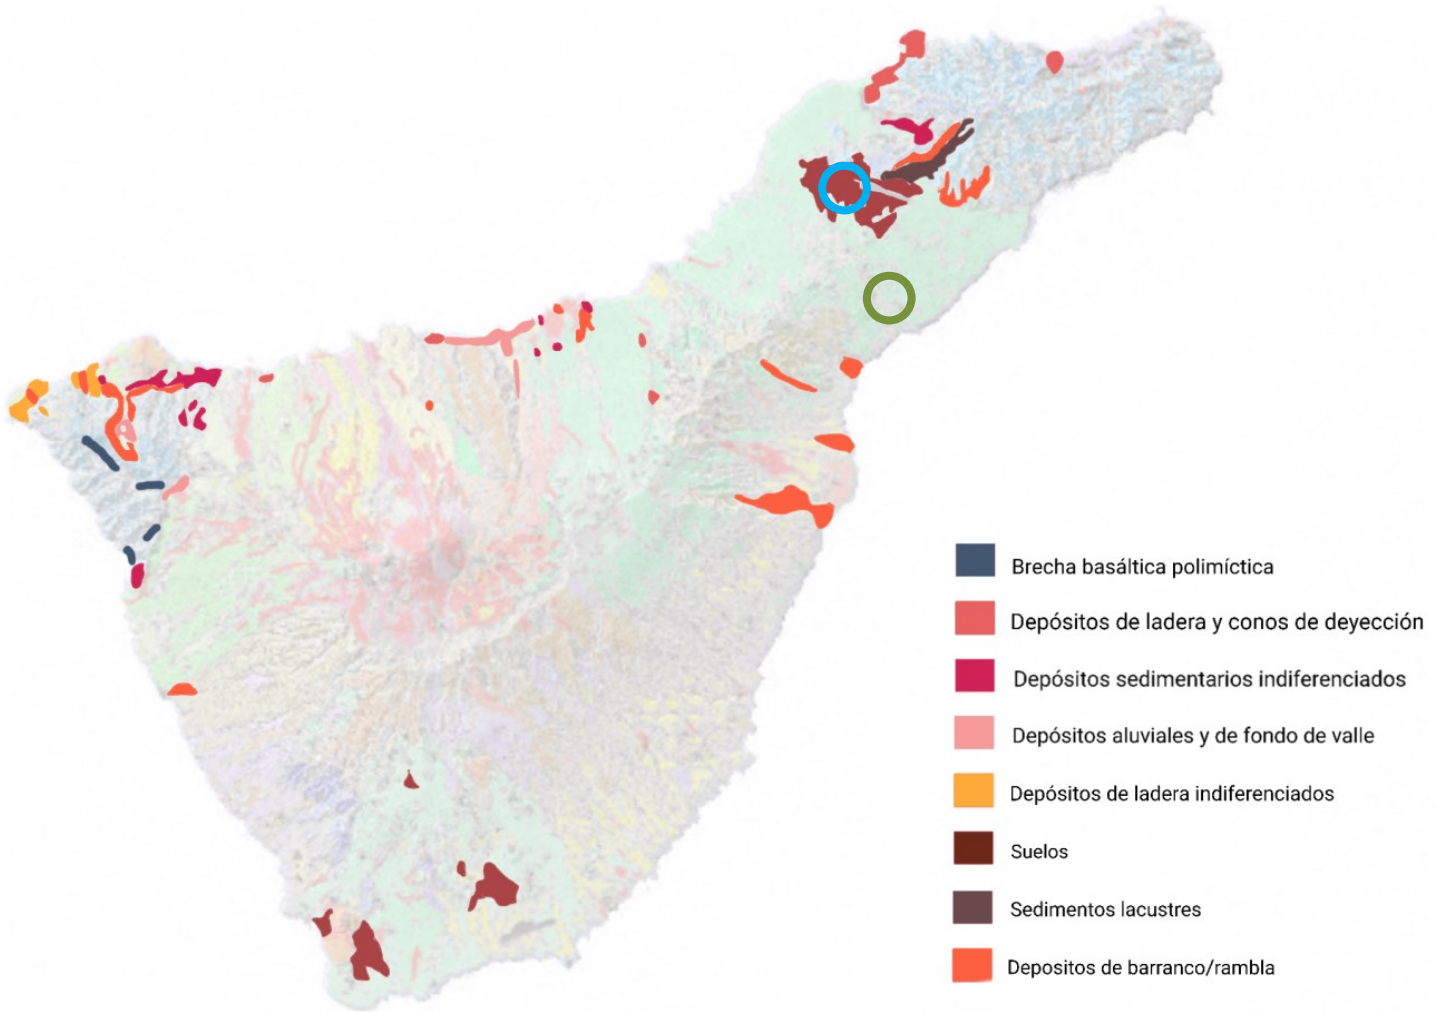 Brecha basáltica polimíctica
Depósitos de ladera y conos de deyección
Depósitos sedimentarios indiferenciados
Depósitos aluviales y de fondo de valle
Depósitos de ladera indiferenciados
Suelos
Sedimentos lacustres
Depositos de barranco/rambla